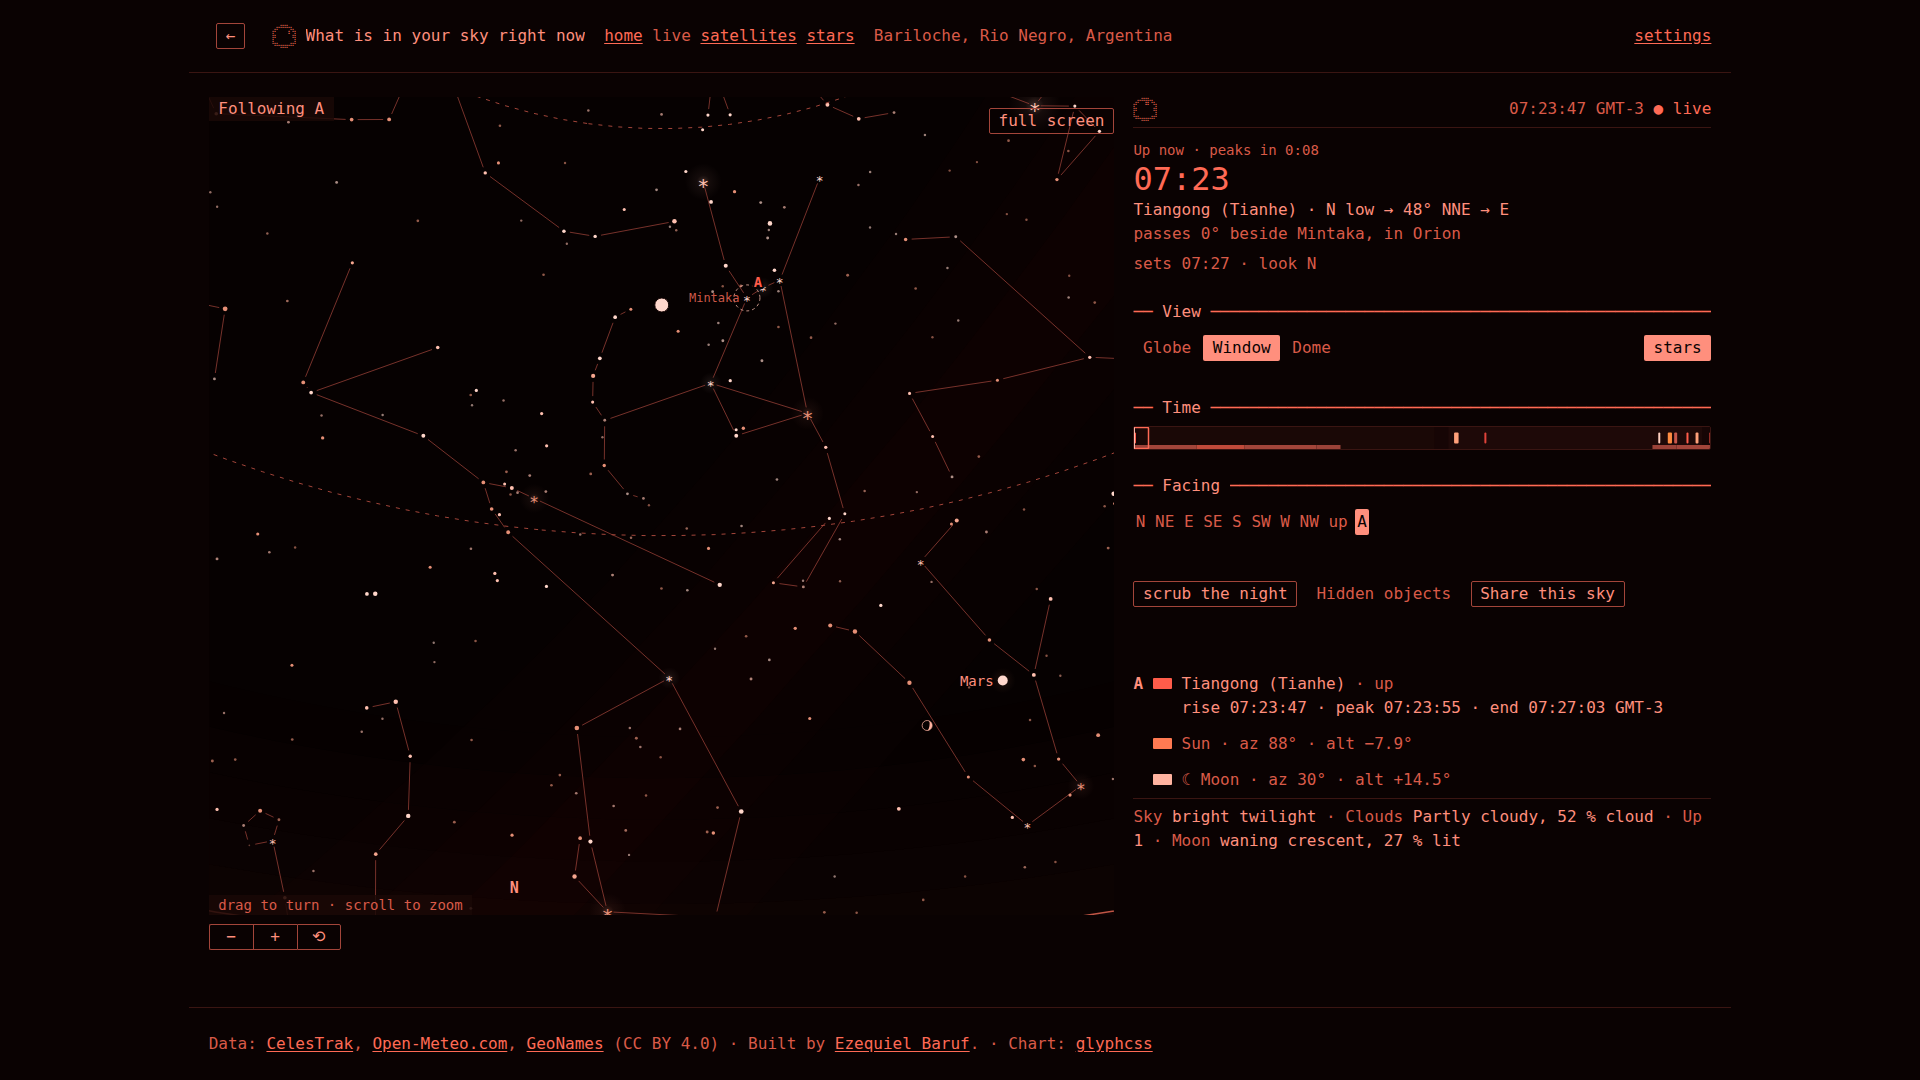 ← What is in your sky right now home live satellites stars Bariloche, Rio Negro, Argentina settings
Following A
full screen
Mintaka
A
Mars
N
drag to turn · scroll to zoom
− + ⟲
07:23:47 GMT-3 ● live
Up now · peaks in 0:08
07:23
Tiangong (Tianhe) · N low → 48° NNE → E
passes 0° beside Mintaka, in Orion
sets 07:27 · look N
View
Globe Window Dome stars
Time
Facing
N NE E SE S SW W NW up A
scrub the night Hidden objects Share this sky
A Tiangong (Tianhe) · up
rise 07:23:47 · peak 07:23:55 · end 07:27:03 GMT-3
Sun · az 88° · alt −7.9°
☾ Moon · az 30° · alt +14.5°
Sky bright twilight · Clouds Partly cloudy, 52 % cloud · Up
1 · Moon waning crescent, 27 % lit
Data: CelesTrak, Open-Meteo.com, GeoNames (CC BY 4.0) · Built by Ezequiel Baruf. · Chart: glyphcss